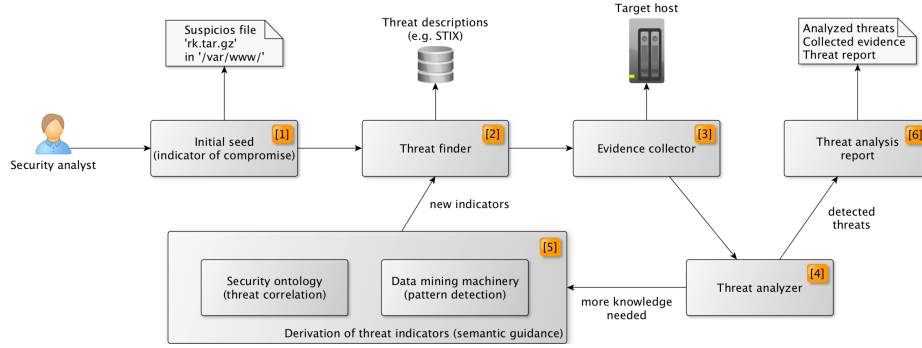 Suspicios file
'rk.tar.gz'
in '/var/www/'
Threat descriptions
(e.g. STIX)
Target host
Analyzed threats
Collected evidence
Threat report
Security analyst
[1]
Initial seed
(indicator of compromise)
[2]
Threat finder
[3]
Evidence collector
[6]
Threat analysis
report
new indicators
detected
threats
[5]
Security ontology
(threat correlation)
Data mining machinery
(pattern detection)
Derivation of threat indicators (semantic guidance)
more knowledge
needed
[4]
Threat analyzer